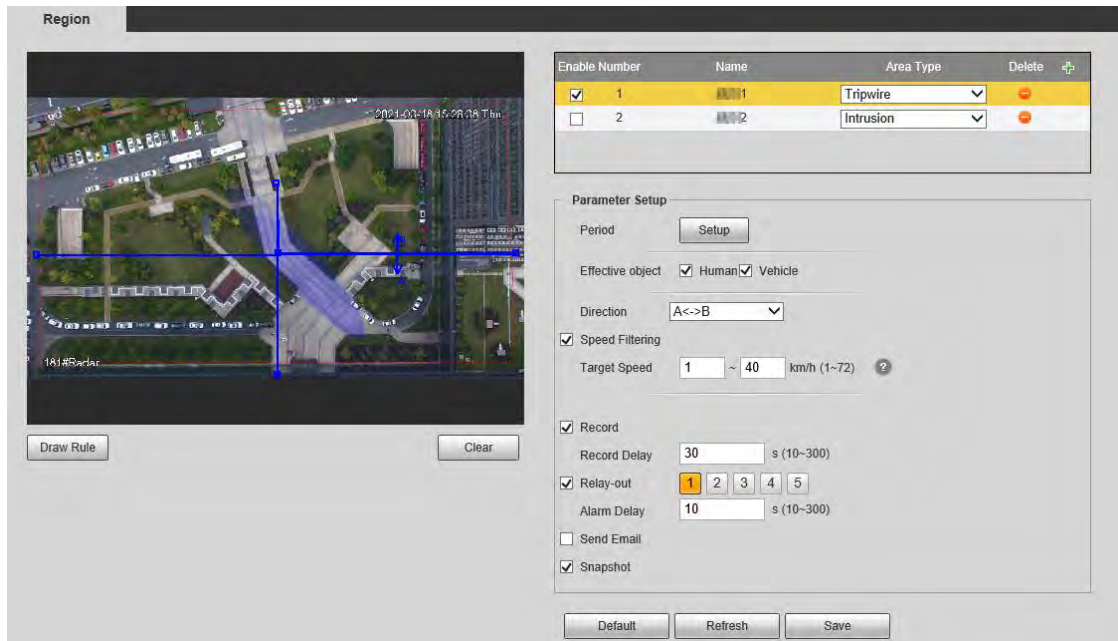 Region
Enable Number Name Area Type Delete
1 1 Tripwire
2 2 Intrusion
2021-03-18 15:26:38 Thu
181#Radar
Draw Rule Clear
Parameter Setup
Period Setup
Effective object Human Vehicle
Direction A<->B
Speed Filtering
Target Speed 1 ~ 40 km/h (1~72) ?
Record
Record Delay 30 s (10~300)
Relay-out 1 2 3 4 5
Alarm Delay 10 s (10~300)
Send Email
Snapshot
Default Refresh Save